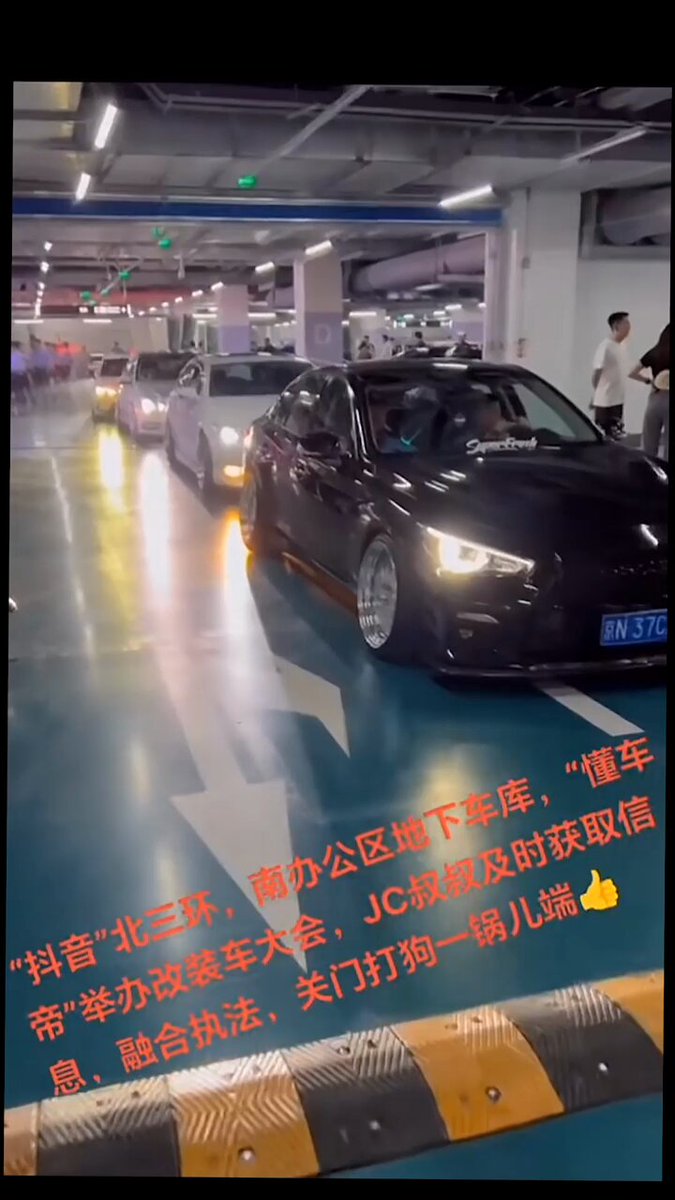 SuperFresh
京N 37C
“抖音”北三环，南办公区地下车库，“懂车
帝”举办改装车大会，JC叔叔及时获取信
息，融合执法，关门打狗一锅儿端👍